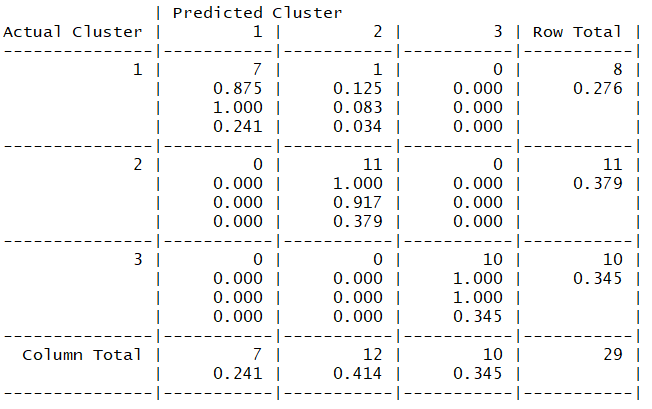 | Predicted Cluster
Actual Cluster |         1 |         2 |         3 | Row Total |
---------------|-----------|-----------|-----------|-----------|
             1 |         7 |         1 |         0 |         8 |
               |     0.875 |     0.125 |     0.000 |     0.276 |
               |     1.000 |     0.083 |     0.000 |           |
               |     0.241 |     0.034 |     0.000 |           |
---------------|-----------|-----------|-----------|-----------|
             2 |         0 |        11 |         0 |        11 |
               |     0.000 |     1.000 |     0.000 |     0.379 |
               |     0.000 |     0.917 |     0.000 |           |
               |     0.000 |     0.379 |     0.000 |           |
---------------|-----------|-----------|-----------|-----------|
             3 |         0 |         0 |        10 |        10 |
               |     0.000 |     0.000 |     1.000 |     0.345 |
               |     0.000 |     0.000 |     1.000 |           |
               |     0.000 |     0.000 |     0.345 |           |
---------------|-----------|-----------|-----------|-----------|
  Column Total |         7 |        12 |        10 |        29 |
               |     0.241 |     0.414 |     0.345 |           |
---------------|-----------|-----------|-----------|-----------|